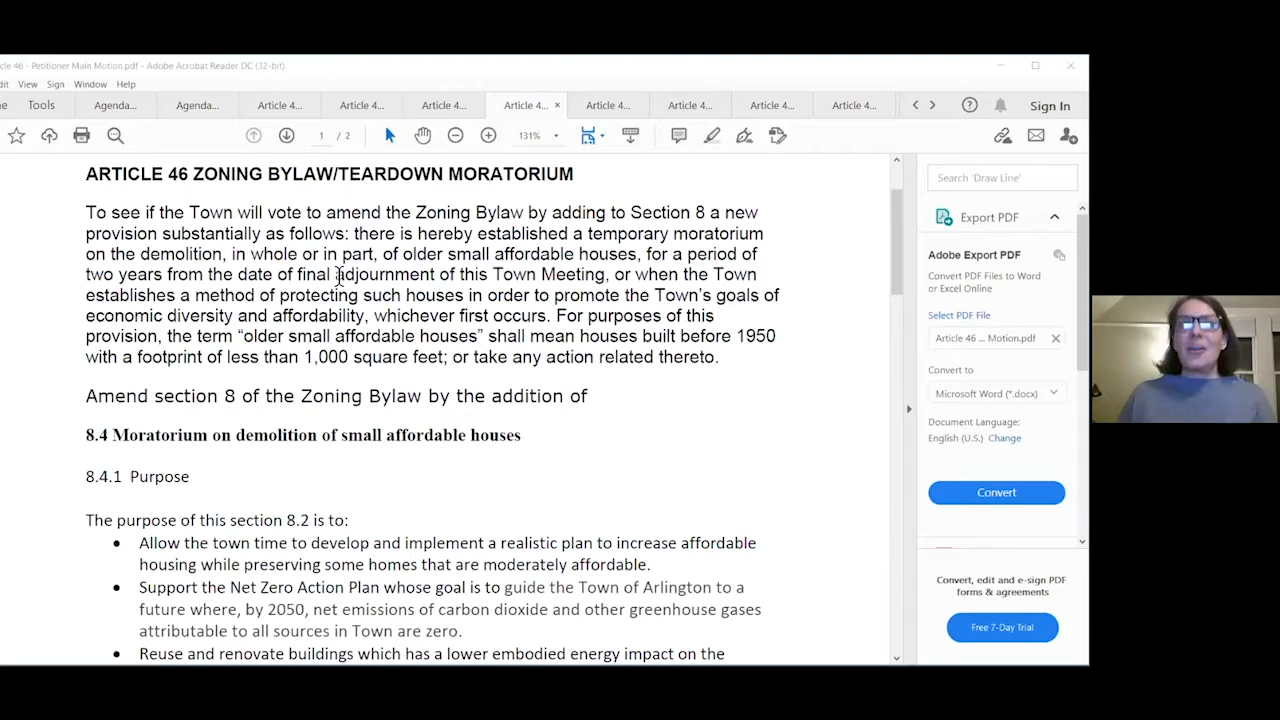 cle 46 - Petitioner Main Motion.pdf - Adobe Acrobat Reader DC (32-bit)
dit View Sign Window Help
e Tools Agenda... Agenda... Article 4... Article 4... Article 4... Article 4... × Article 4... Article 4... Article 4... Article 4... Sign In
1 / 2 131%
ARTICLE 46 ZONING BYLAW/TEARDOWN MORATORIUM
To see if the Town will vote to amend the Zoning Bylaw by adding to Section 8 a new
provision substantially as follows: there is hereby established a temporary moratorium
on the demolition, in whole or in part, of older small affordable houses, for a period of
two years from the date of final adjournment of this Town Meeting, or when the Town
establishes a method of protecting such houses in order to promote the Town's goals of
economic diversity and affordability, whichever first occurs. For purposes of this
provision, the term "older small affordable houses" shall mean houses built before 1950
with a footprint of less than 1,000 square feet; or take any action related thereto.
Amend section 8 of the Zoning Bylaw by the addition of
8.4 Moratorium on demolition of small affordable houses
8.4.1 Purpose
The purpose of this section 8.2 is to:
• Allow the town time to develop and implement a realistic plan to increase affordable
housing while preserving some homes that are moderately affordable.
• Support the Net Zero Action Plan whose goal is to guide the Town of Arlington to a
future where, by 2050, net emissions of carbon dioxide and other greenhouse gases
attributable to all sources in Town are zero.
• Reuse and renovate buildings which has a lower embodied energy impact on the
Search 'Draw Line'
Export PDF
Adobe Export PDF
Convert PDF Files to Word
or Excel Online
Select PDF File
Article 46 ... Motion.pdf ×
Convert to
Microsoft Word (*.docx)
Document Language:
English (U.S.) Change
Convert
Convert, edit and e-sign PDF
forms & agreements
Free 7-Day Trial